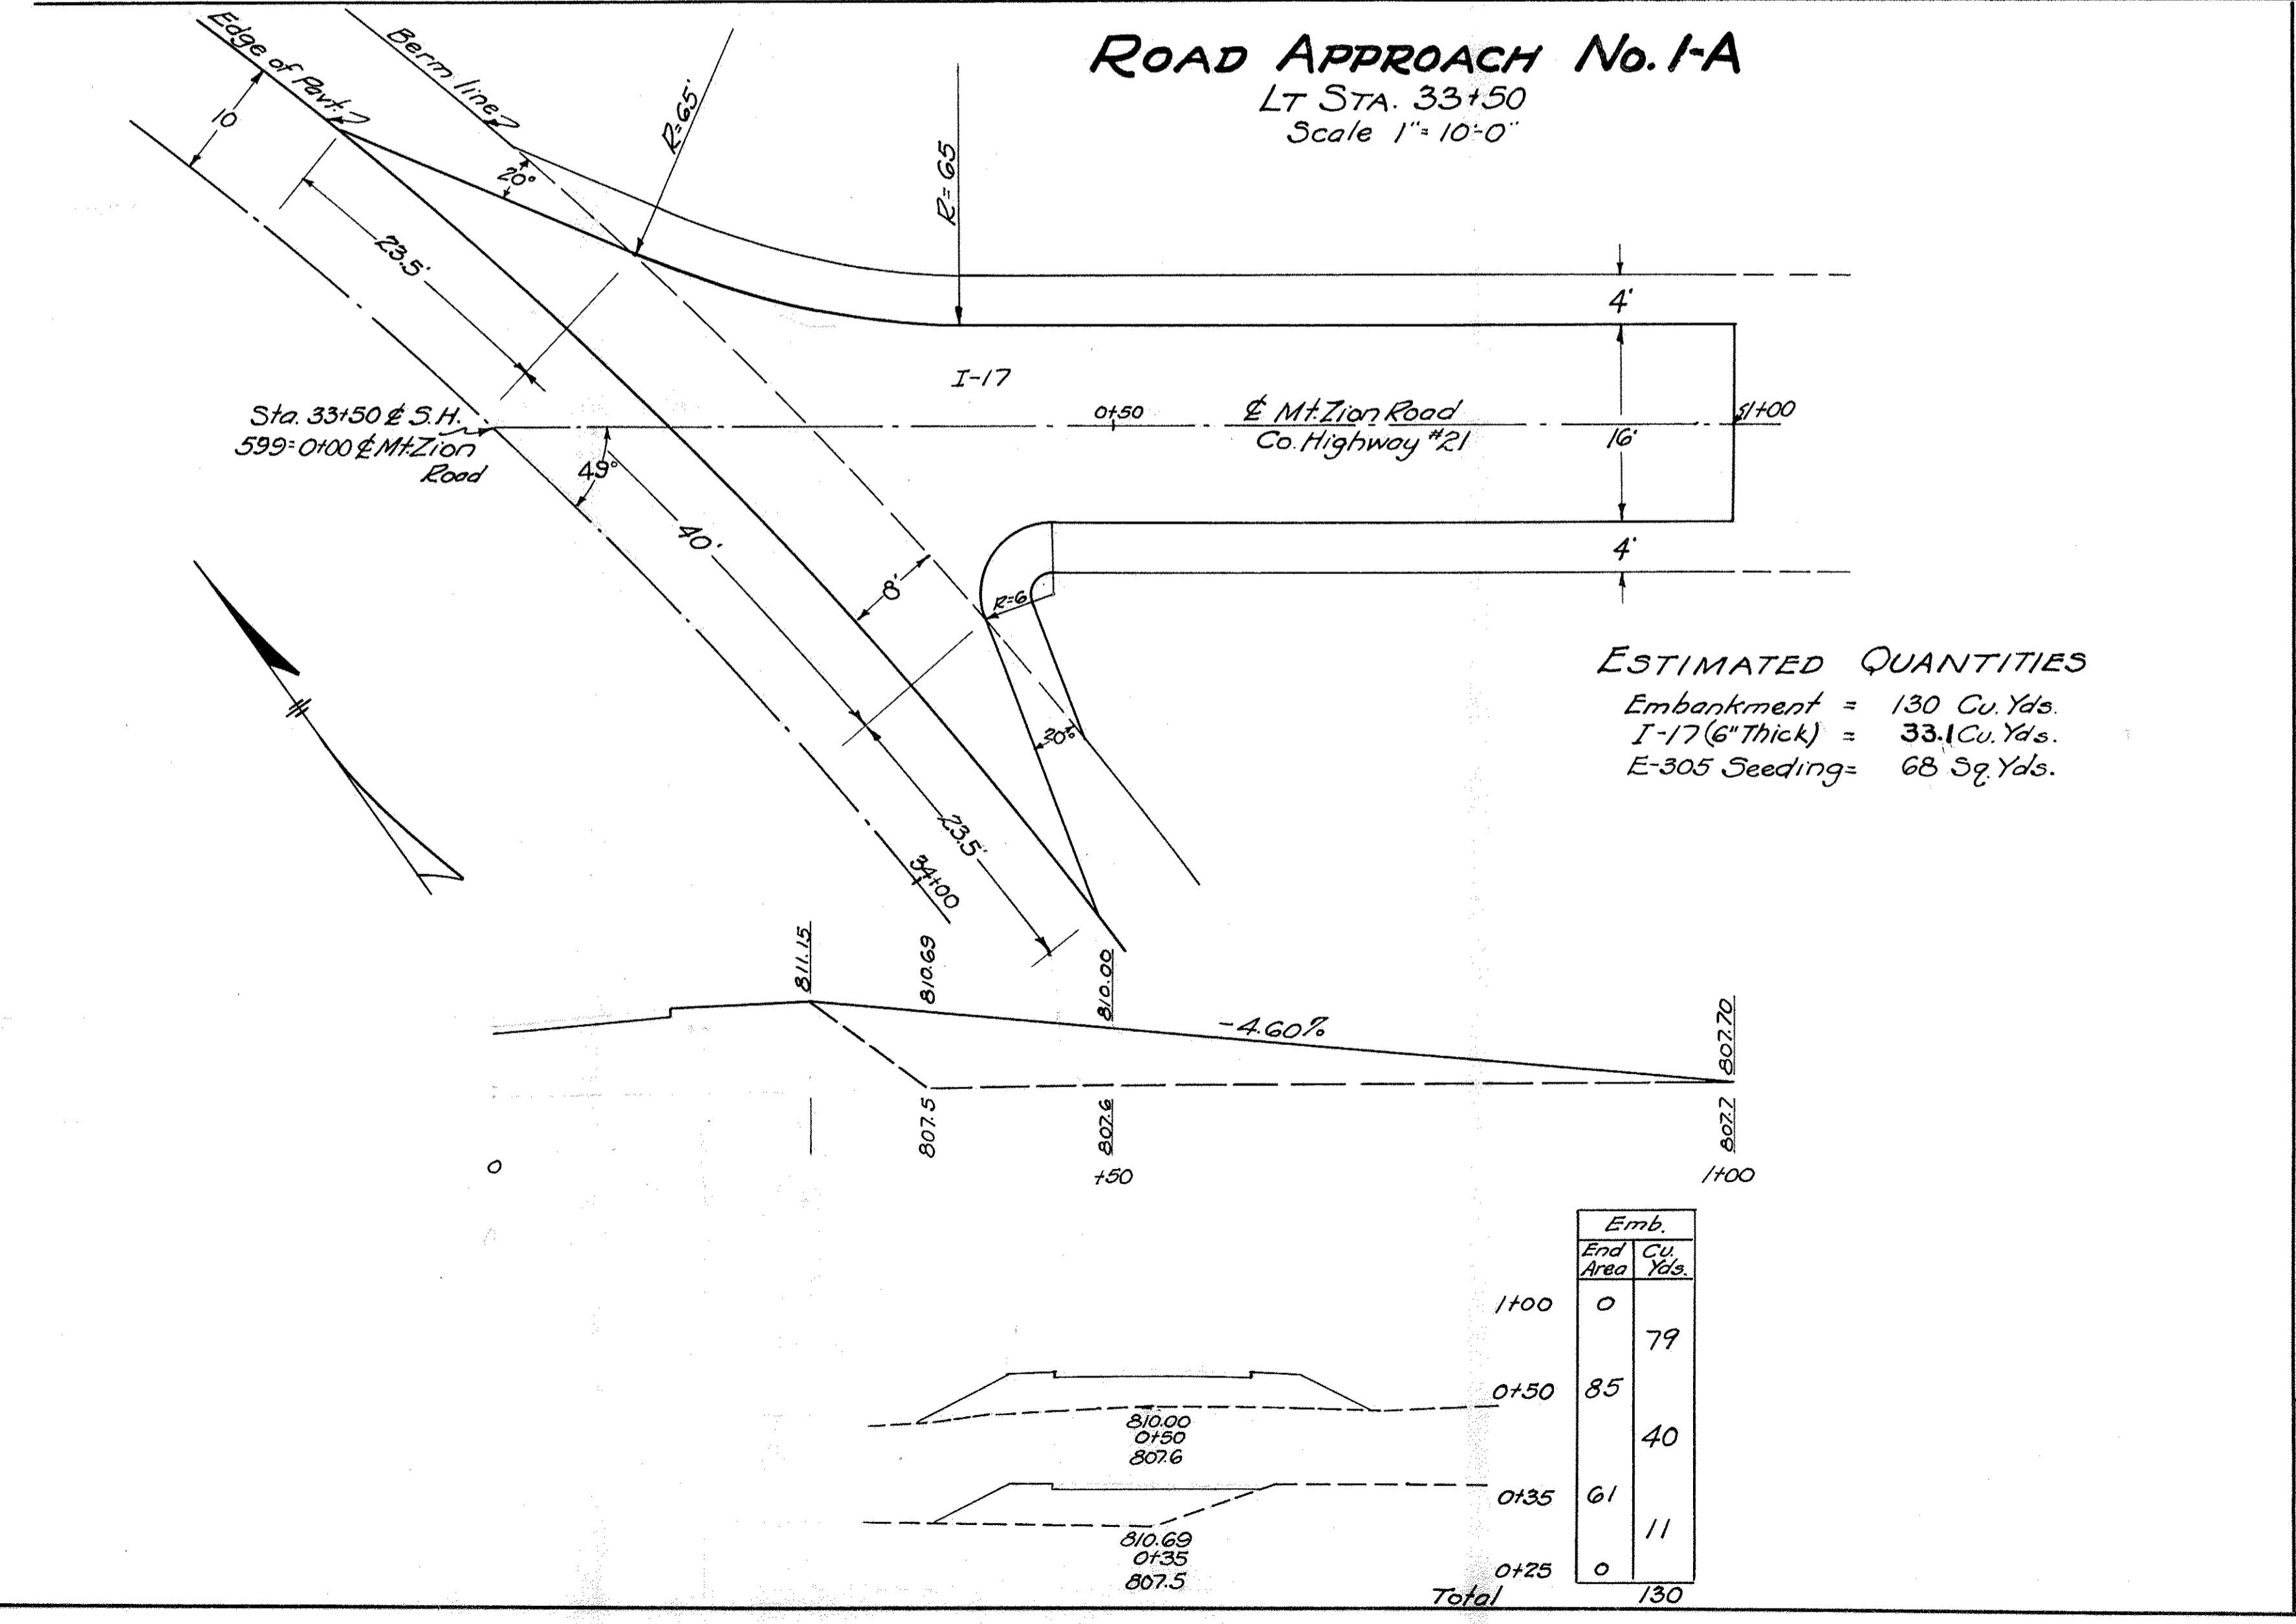 ROAD APPROACH No. 1-A
LT STA. 33+50
Scale 1"= 10'-0"
Edge of Pavt.
Berm line
10
R=65'
R=65
20°
23.5'
4'
I-17
0+50
℄ Mt. Zion Road
Co. Highway #21
1+00
16'
Sta. 33+50 ℄ S.H.
599=0+00 ℄ Mt. Zion
Road
49°
40'
8'
R=6
4'
20°
23.5'
34+00
ESTIMATED QUANTITIES
Embankment = 130 Cu. Yds.
I-17 (6" Thick) = 33.1 Cu. Yds.
E-305 Seeding= 68 Sq. Yds.
811.15
810.69
810.00
-4.60%
807.70
807.5
807.6
807.7
0
+50
1+00
Emb.
End Area
Cu. Yds.
1+00 0
79
0+50 85
40
0+35 61
11
0+25 0
Total 130
810.00
0+50
807.6
810.69
0+35
807.5